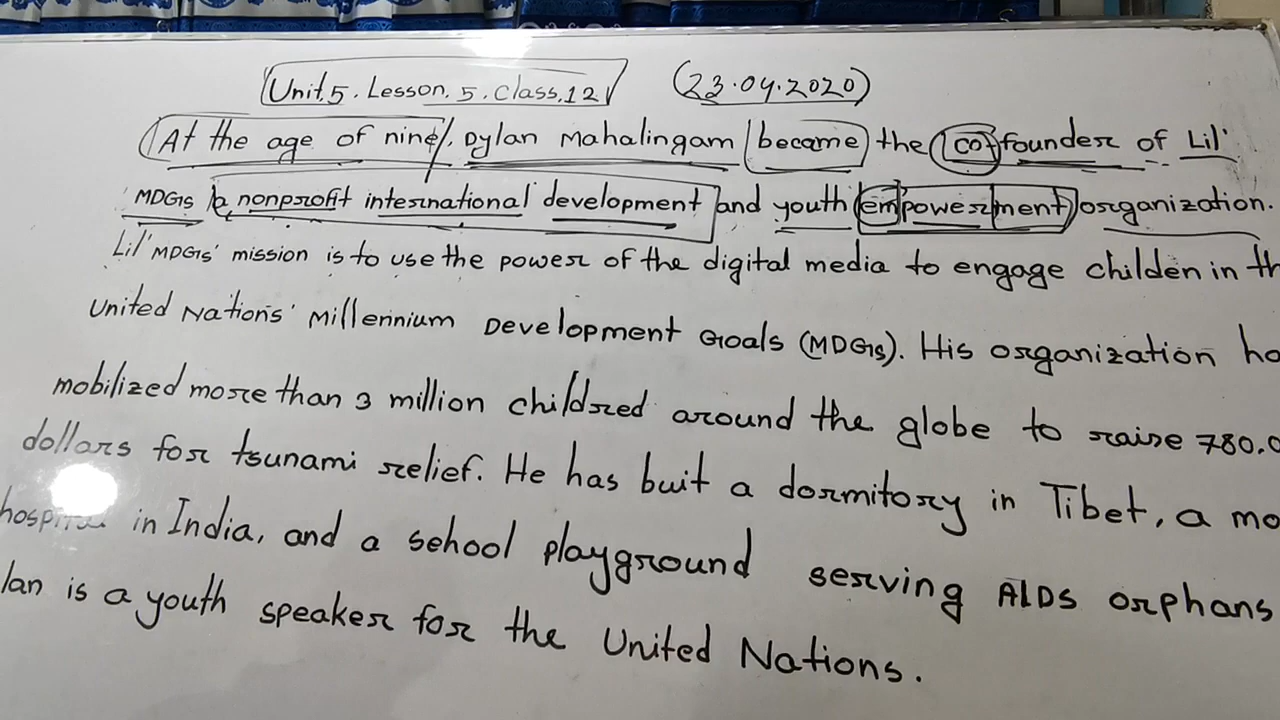 Unit.5. Lesson. 5. Class.12 (23.04.2020)
At the age of nine, Dylan Mahalingam became the co founder of Lil'
MDGs a nonprofit international development and youth empowerment organization.
Lil' MDGs' mission is to use the power of the digital media to engage childen in th
United Nations' Millennium Development Goals (MDGs). His organization ha
mobilized more than 3 million childred around the globe to raise 780.0
dollars for tsunami relief. He has buit a dormitory in Tibet, a mo
hospital in India, and a sehool playground serving AIDS orphans
lan is a youth speaker for the United Nations.